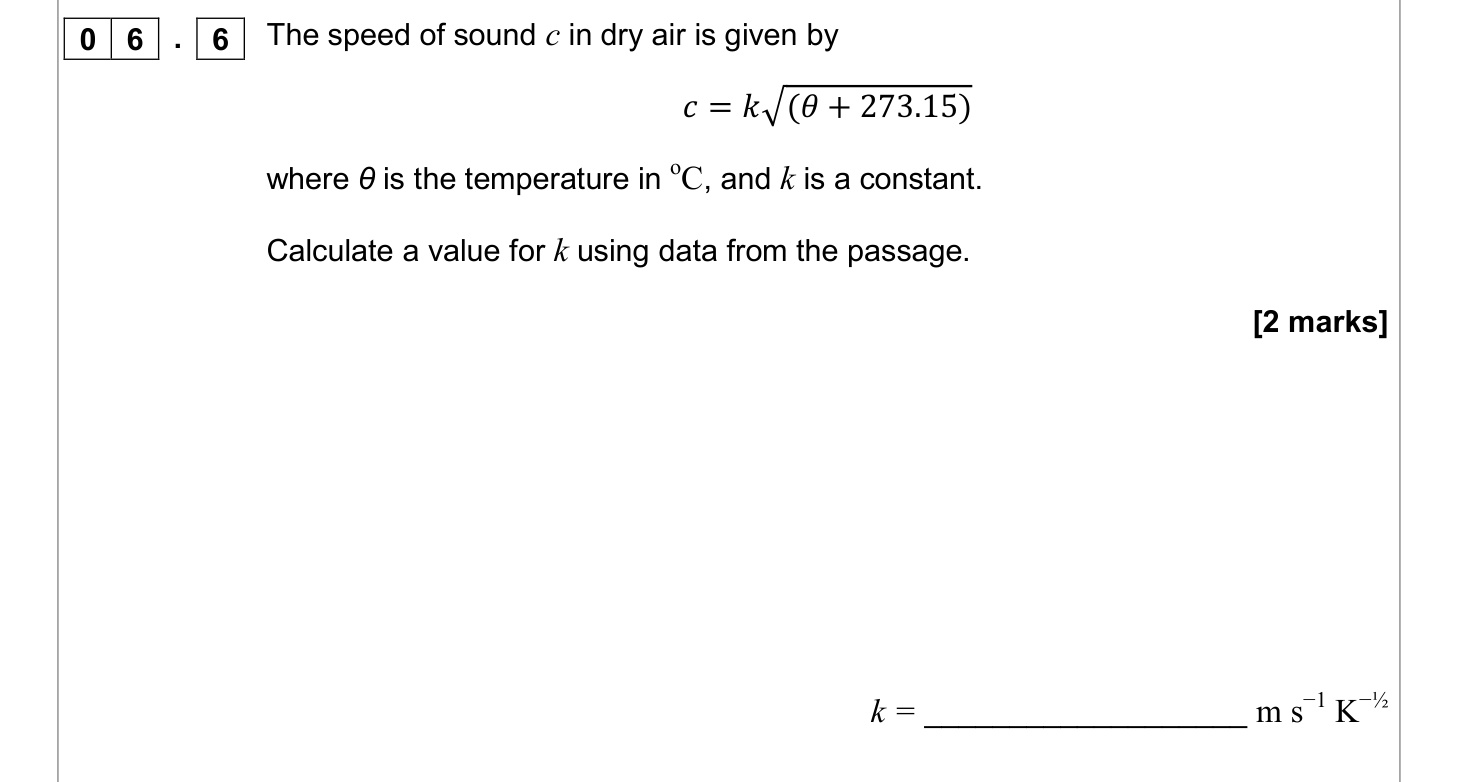 0 6 . 6 The speed of sound c in dry air is given by
c = k√(θ + 273.15)
where θ is the temperature in ºC, and k is a constant.
Calculate a value for k using data from the passage.
[2 marks]
k = ____________________ m s⁻¹ K⁻½